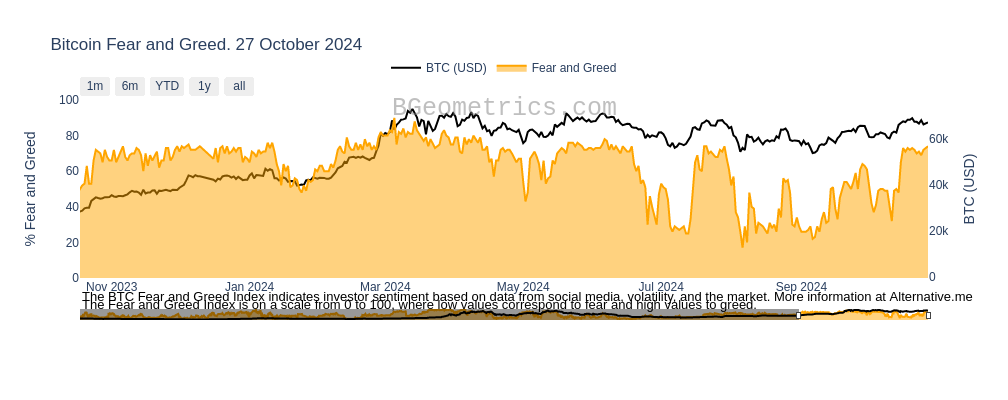 Bitcoin Fear and Greed. 27 October 2024
BTC (USD) Fear and Greed
1m 6m YTD 1y all
BGeometrics.com
100
80
60
40
20
0
% Fear and Greed
60k
40k
20k
0
BTC (USD)
Nov 2023 Jan 2024 Mar 2024 May 2024 Jul 2024 Sep 2024
The BTC Fear and Greed Index indicates investor sentiment based on data from social media, volatility, and the market. More information at Alternative.me
The Fear and Greed Index is on a scale from 0 to 100, where low values correspond to fear and high values to greed.